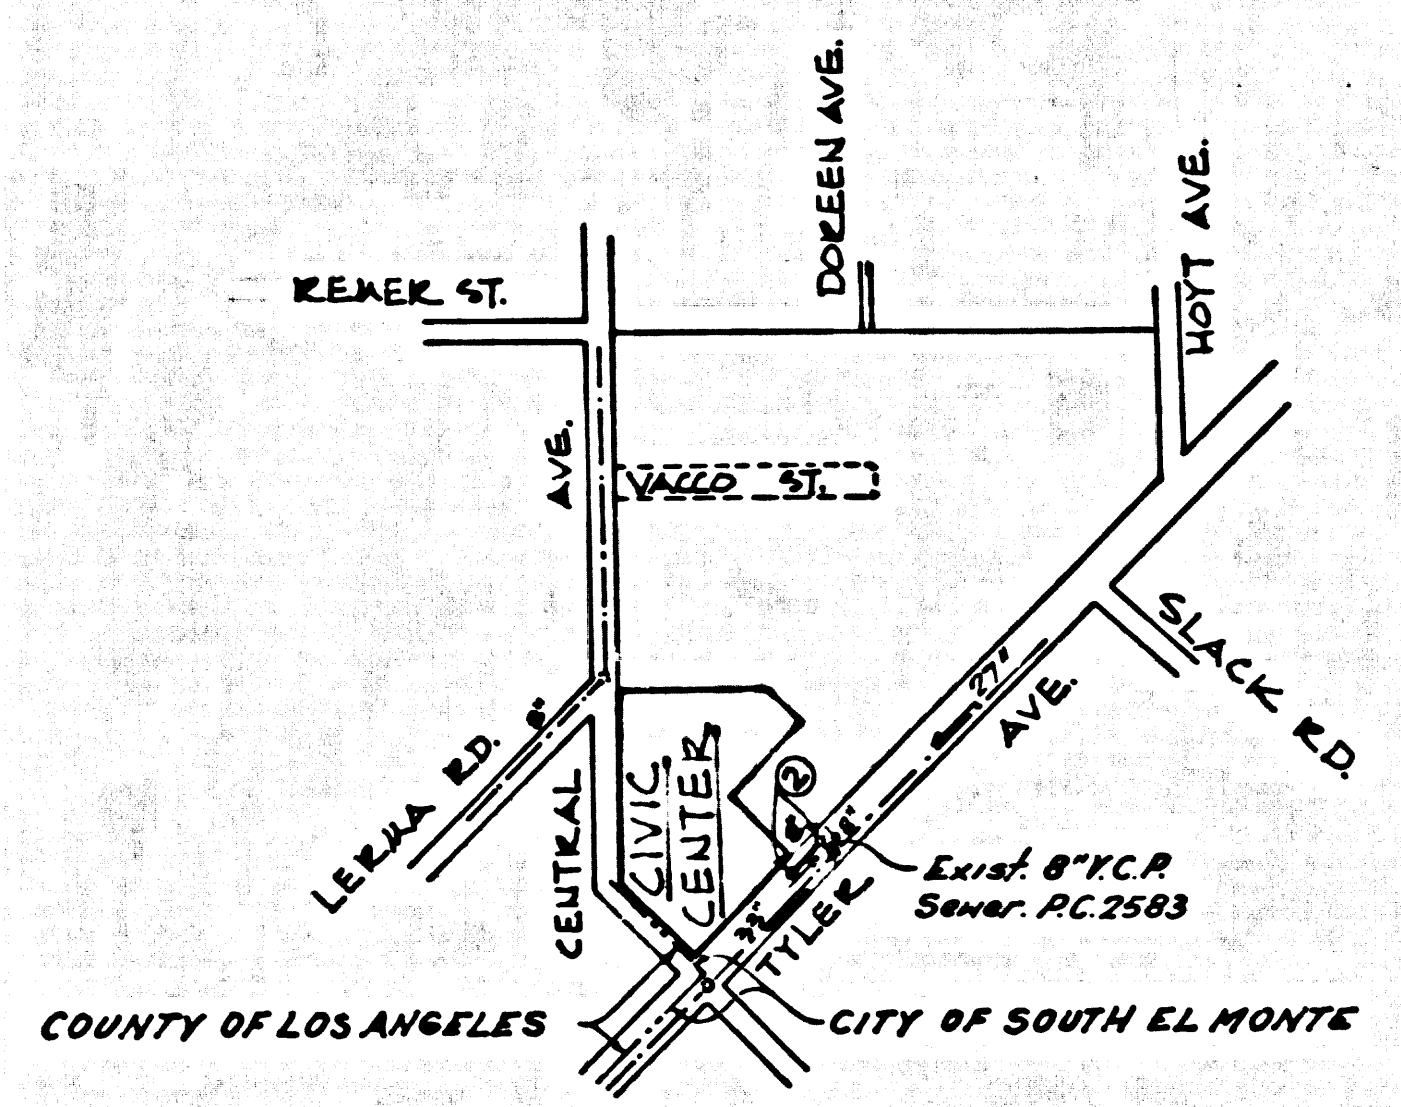 DOREEN AVE.
HOYT AVE.
REMER ST.
AVE.
VACCO ST.
SLACK RD.
27"
AVE.
8"
LERMA RD.
CENTRAL
CIVIC
CENTER
2
8"
Exist. 8" V.C.P.
Sewer. P.C. 2583
TYLER
COUNTY OF LOS ANGELES
CITY OF SOUTH EL MONTE